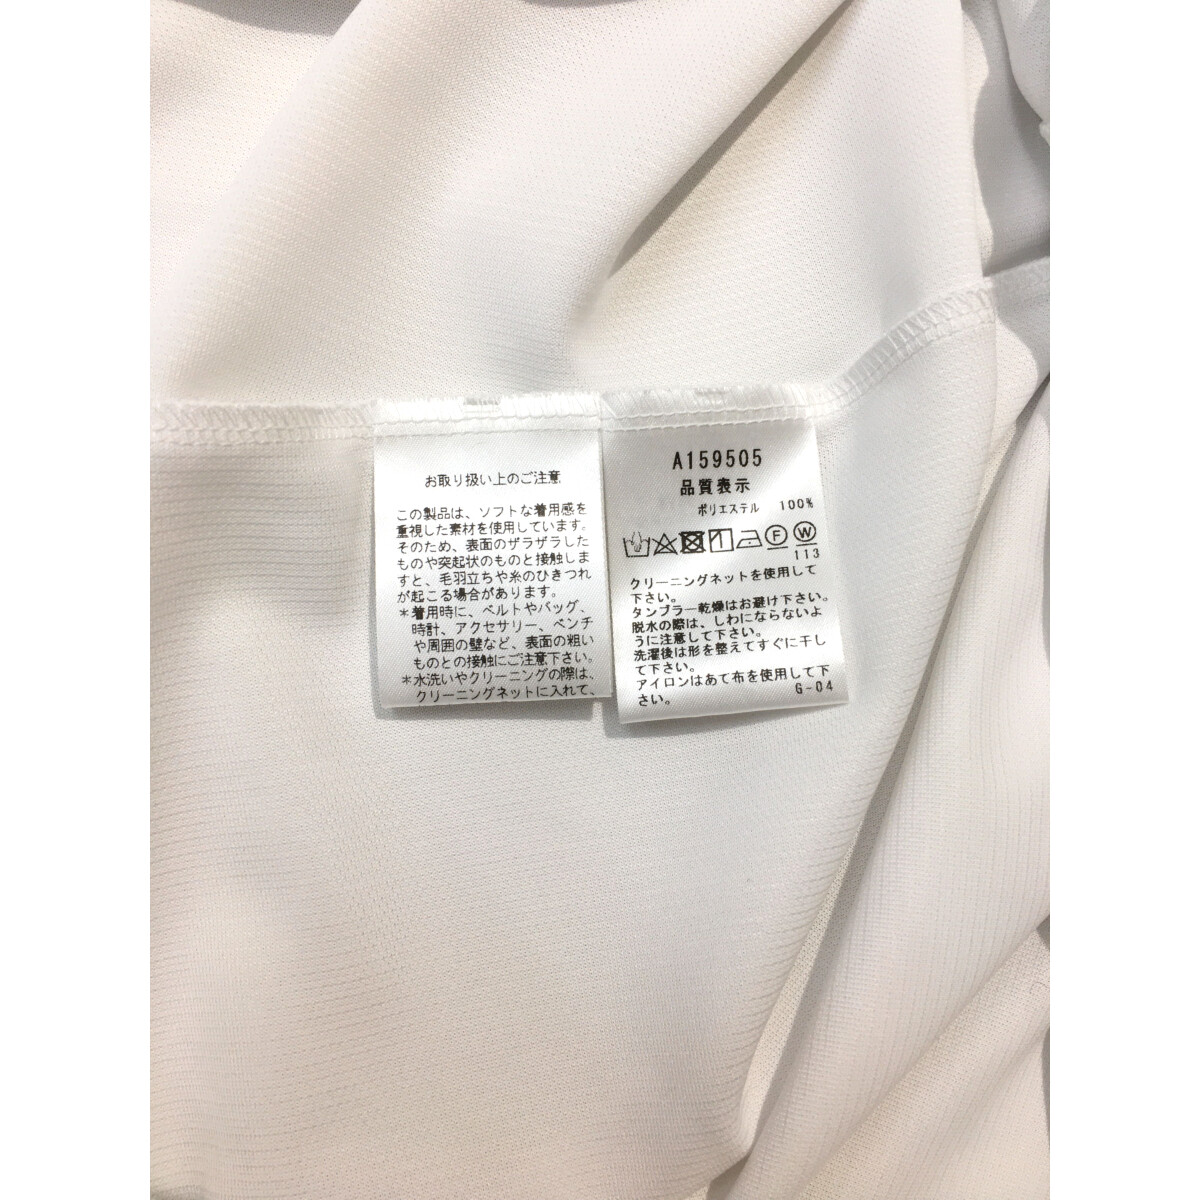 お取り扱い上のご注意
この製品は、ソフトな着用感を
重視した素材を使用しています。
そのため、表面のザラザラした
ものや突起状のものと接触しま
すと、毛羽立ちや糸のひきつれ
が起こる場合があります。
＊着用時に、ベルトやバッグ、
時計、アクセサリー、ベンチ
や周囲の壁など、表面の粗い
ものとの接触にご注意下さい。
＊水洗いやクリーニングの際は、
クリーニングネットに入れて、
A159505
品質表示
ポリエステル 100%
F W
113
クリーニングネットを使用して
下さい。
タンブラー乾燥はお避け下さい。
脱水の際は、しわにならないよ
うに注意して下さい。
洗濯後は形を整えてすぐに干し
て下さい。
アイロンはあて布を使用して下
さい。
G-04